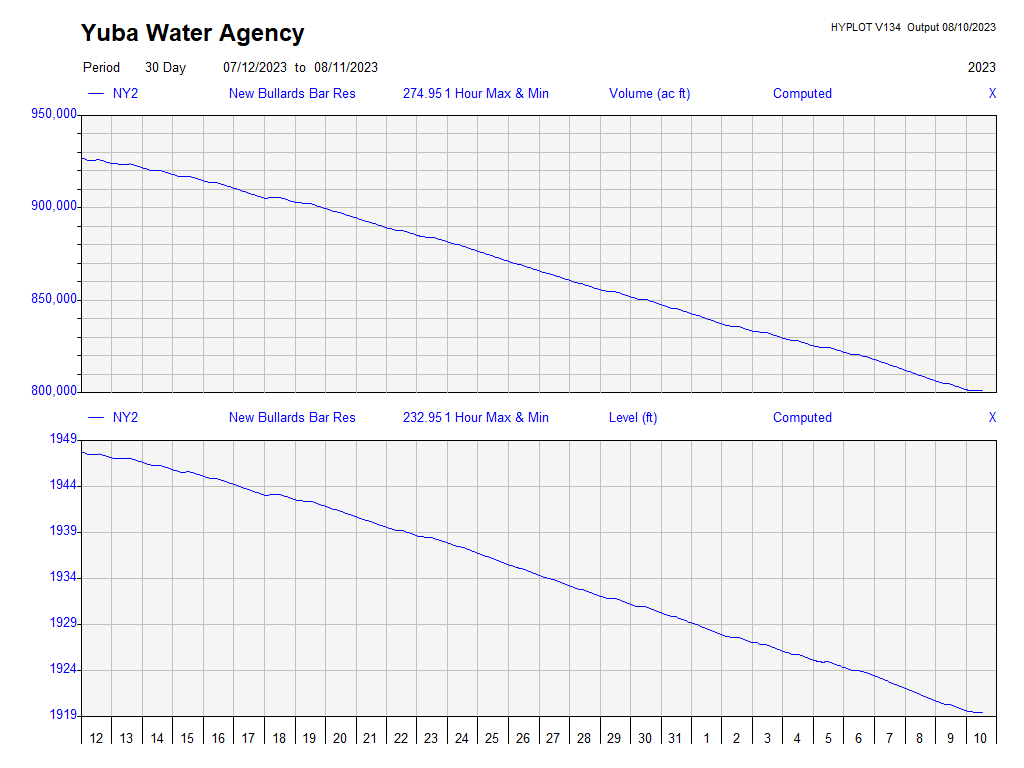 Yuba Water Agency
HYPLOT V134 Output 08/10/2023
Period 30 Day 07/12/2023 to 08/11/2023 2023
NY2 New Bullards Bar Res 274.95 1 Hour Max & Min Volume (ac ft) Computed X
950,000
900,000
850,000
800,000
NY2 New Bullards Bar Res 232.95 1 Hour Max & Min Level (ft) Computed X
1949
1944
1939
1934
1929
1924
1919
12 13 14 15 16 17 18 19 20 21 22 23 24 25 26 27 28 29 30 31 1 2 3 4 5 6 7 8 9 10